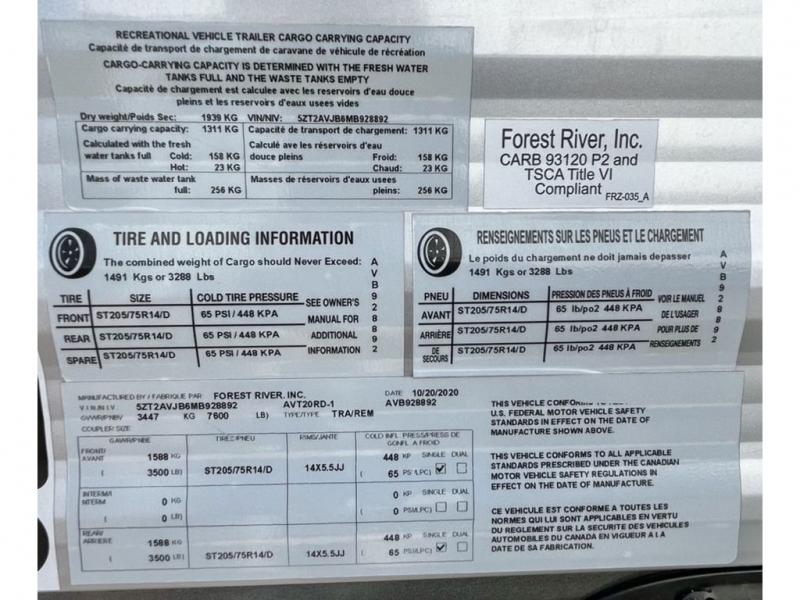 RECREATIONAL VEHICLE TRAILER CARGO CARRYING CAPACITY
Capacité de transport de chargement de caravane de véhicule de récréation
CARGO-CARRYING CAPACITY IS DETERMINED WITH THE FRESH WATER
TANKS FULL AND THE WASTE TANKS EMPTY
Capacité de chargement est calculee avec les reservoirs d'eau douce
pleins et les reservoirs d'eaux usees vides
Dry weight/Poids Sec: 1939 KG VIN/NIV: 5ZT2AVJB6MB928892
Cargo carrying capacity: 1311 KG Capacite de transport de chargement: 1311 KG
Calculated with the fresh Calculé ave les réservoirs d'eau
water tanks full Cold: 158 KG douce pleins Froid: 158 KG
Hot: 23 KG Chaud: 23 KG
Mass of waste water tank Masses de réservoirs d'eaux usees
full: 256 KG pleins: 256 KG
Forest River, Inc.
CARB 93120 P2 and
TSCA Title VI
Compliant
FRZ-035_A
TIRE AND LOADING INFORMATION
The combined weight of Cargo should Never Exceed:
1491 Kgs or 3288 Lbs
TIRE SIZE COLD TIRE PRESSURE SEE OWNER'S
FRONT ST205/75R14/D 65 PSI / 448 KPA MANUAL FOR
REAR ST205/75R14/D 65 PSI / 448 KPA ADDITIONAL
SPARE ST205/75R14/D 65 PSI / 448 KPA INFORMATION
AVB928892
RENSEIGNEMENTS SUR LES PNEUS ET LE CHARGEMENT
Le poids du chargement ne doit jamais depasser
1491 Kgs or 3288 Lbs
PNEU DIMENSIONS PRESSION DES PNEUS À FROID VOIR LE MANUEL
AVANT ST205/75R14/D 65 lb/po2 448 KPA DE L'USAGER
ARRIÈRE ST205/75R14/D 65 lb/po2 448 KPA POUR PLUS DE
DE SECOURS ST205/75R14/D 65 lb/po2 448 KPA RENSEIGNEMENTS
AVB928892
MANUFACTURED BY / FABRIQUE PAR FOREST RIVER, INC. DATE 10/20/2020
V I N/N I V 5ZT2AVJB6MB928892 AVT20RD-1 AVB928892
GVWR/PNBV 3447 KG 7600 LB) TYPE/TYPE TRA/REM
COUPLER SIZE
GAWR/PNBE TIRES/PNEU RIMS/JANTE COLD INFL PRESS/PRESS DE
GONFL A FROID
FRONT/ AVANT 1588 KG 448 KP SINGLE DUAL
( 3500 LB) ST205/75R14/D 14X5.5JJ ( 65 PSI/LPC)
INTERM/ INTERM 0 KG 0 KP SINGLE DUAL
( 0 LB) ( 0 PSI/LPC)
REAR/ ARRIERE 1588 KG 448 KP SINGLE DUAL
( 3500 LB) ST205/75R14/D 14X5.5JJ ( 65 PSI/LPC)
THIS VEHICLE CONFORMS TO ALL APPLICABLE
U.S. FEDERAL MOTOR VEHICLE SAFETY
STANDARDS IN EFFECT ON THE DATE OF
MANUFACTURE SHOWN ABOVE.
THIS VEHICLE CONFORMS TO ALL APPLICABLE
STANDARDS PRESCRIBED UNDER THE CANADIAN
MOTOR VEHICLE SAFETY REGULATIONS IN
EFFECT ON THE DATE OF MANUFACTURE.
CE VEHICULE EST CONFORME A TOUTES LES
NORMES QUI LUI SONT APPLICABLES EN VERTU
DU REGLEMENT SUR LA SECURITE DES VEHICULES
AUTOMOBILES DU CANADA EN VIGUEUR A LA
DATE DE SA FABRICATION.